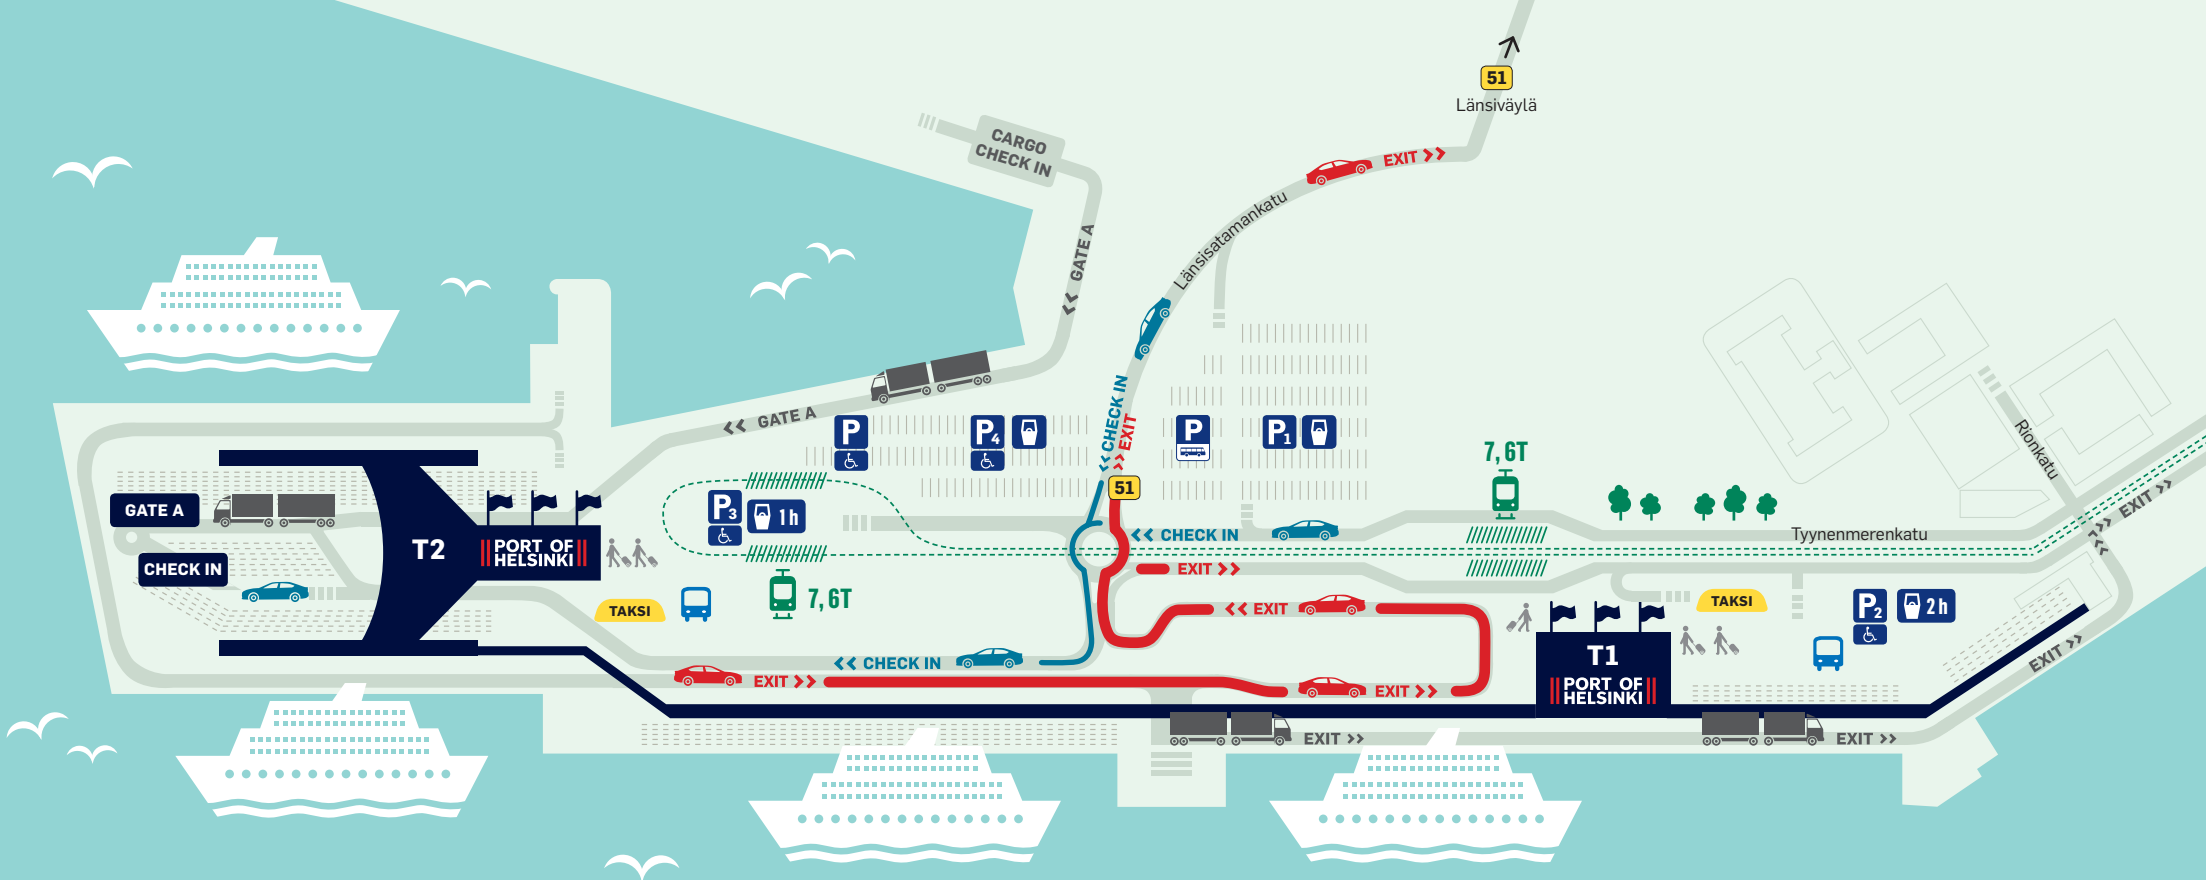 51
Länsiväylä
CARGO
CHECK IN
EXIT >>
Länsisatamankatu
<< GATE A
<< GATE A
<< CHECK IN
>> EXIT
51
P
P4
P
P1
P3
1h
7, 6T
7, 6T
Rionkatu
Tyynenmerenkatu
EXIT >>
GATE A
CHECK IN
T2
PORT OF
HELSINKI
TAKSI
<< CHECK IN
EXIT >>
<< EXIT
<< CHECK IN
EXIT >>
EXIT >>
TAKSI
P2
2h
T1
PORT OF
HELSINKI
EXIT >>
EXIT >>
EXIT >>